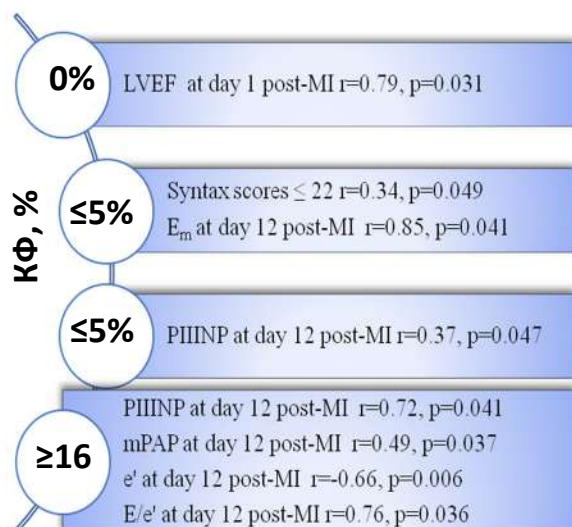 КФ, %
0%
LVEF at day 1 post-MI r=0.79, p=0.031
≤5%
Syntax scores ≤ 22 r=0.34, p=0.049
Em at day 12 post-MI r=0.85, p=0.041
≤5%
PIIINP at day 12 post-MI r=0.37, p=0.047
≥16
PIIINP at day 12 post-MI r=0.72, p=0.041
mPAP at day 12 post-MI r=0.49, p=0.037
e' at day 12 post-MI r=-0.66, p=0.006
E/e' at day 12 post-MI r=0.76, p=0.036